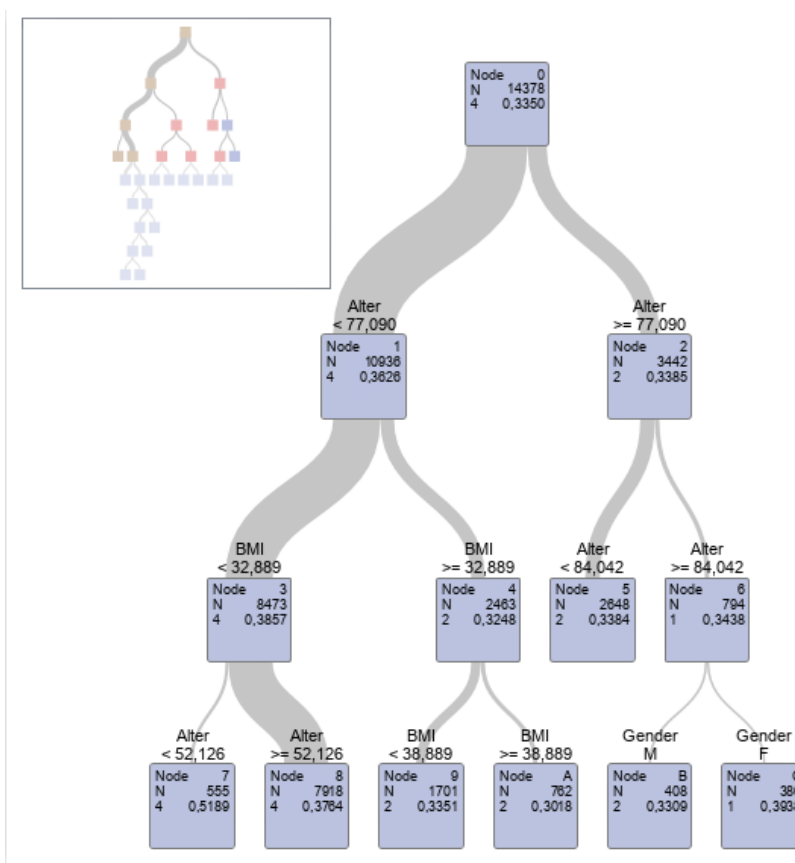 Node 0
N 14378
4 0,3350
Alter
< 77,090
Alter
>= 77,090
Node 1
N 10936
4 0,3626
Node 2
N 3442
2 0,3385
BMI
< 32,889
BMI
>= 32,889
Alter
< 84,042
Alter
>= 84,042
Node 3
N 8473
4 0,3857
Node 4
N 2463
2 0,3248
Node 5
N 2648
2 0,3384
Node 6
N 794
1 0,3438
Alter
< 52,126
Alter
>= 52,126
BMI
< 38,889
BMI
>= 38,889
Gender
M
Gender
F
Node 7
N 555
4 0,5189
Node 8
N 7918
4 0,3764
Node 9
N 1701
2 0,3351
Node A
N 762
2 0,3018
Node B
N 408
2 0,3309
Node
N
1